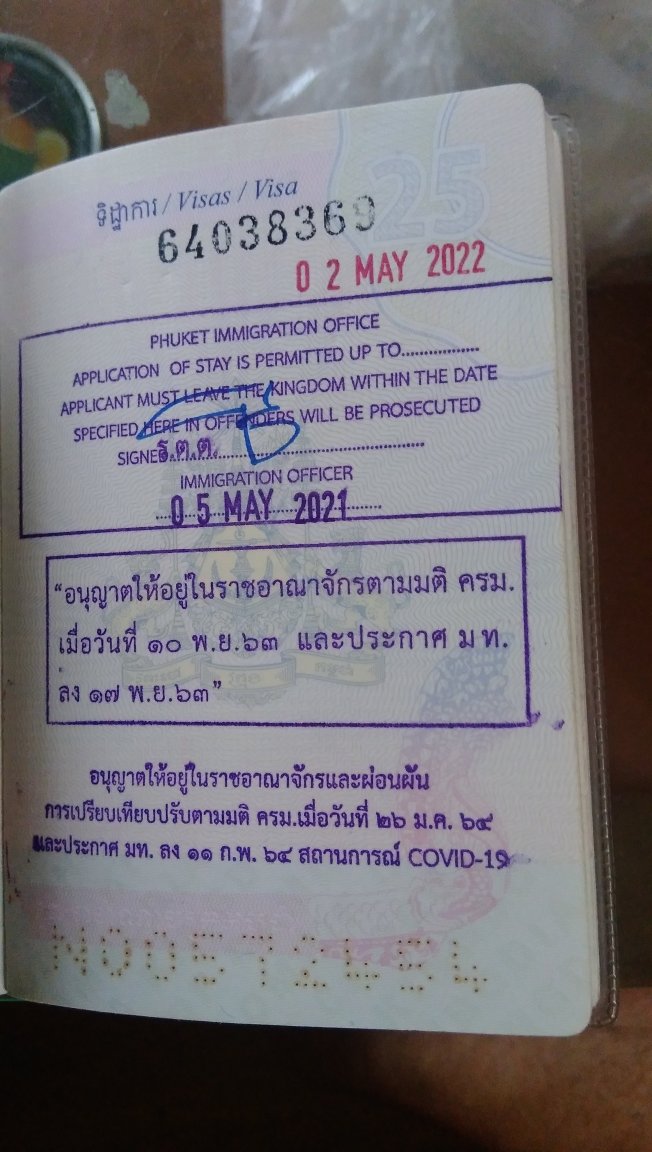 ទិដ្ឋាការ / Visas / Visa
25
64038369
0 2 MAY 2022
PHUKET IMMIGRATION OFFICE
APPLICATION OF STAY IS PERMITTED UP TO................
APPLICANT MUST LEAVE THE KINGDOM WITHIN THE DATE
SPECIFIED HERE IN OFFENDERS WILL BE PROSECUTED
SIGNED ร.ต.ต.
IMMIGRATION OFFICER
0 5 MAY 2021
“อนุญาตให้อยู่ในราชอาณาจักรตามมติ ครม.
เมื่อวันที่ ๑๐ พ.ย.๖๓ และประกาศ มท.
ลง ๑๗ พ.ย.๖๓”
อนุญาตให้อยู่ในราชอาณาจักรและผ่อนผัน
การเปรียบเทียบปรับตามมติ ครม.เมื่อวันที่ ๒๖ ม.ค. ๖๔
และประกาศ มท. ลง ๑๑ ก.พ. ๖๔ สถานการณ์ COVID-19
N00572454